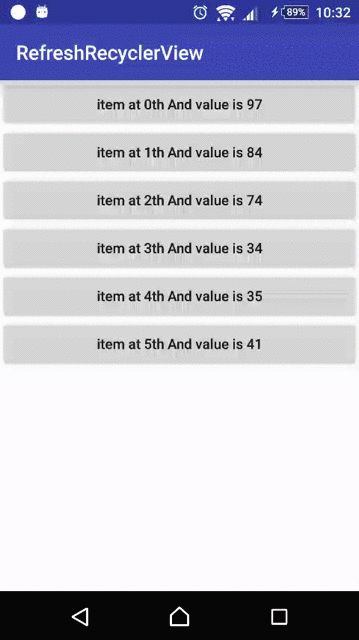 89% 10:32
RefreshRecyclerView
item at 0th And value is 97
item at 1th And value is 84
item at 2th And value is 74
item at 3th And value is 34
item at 4th And value is 35
item at 5th And value is 41